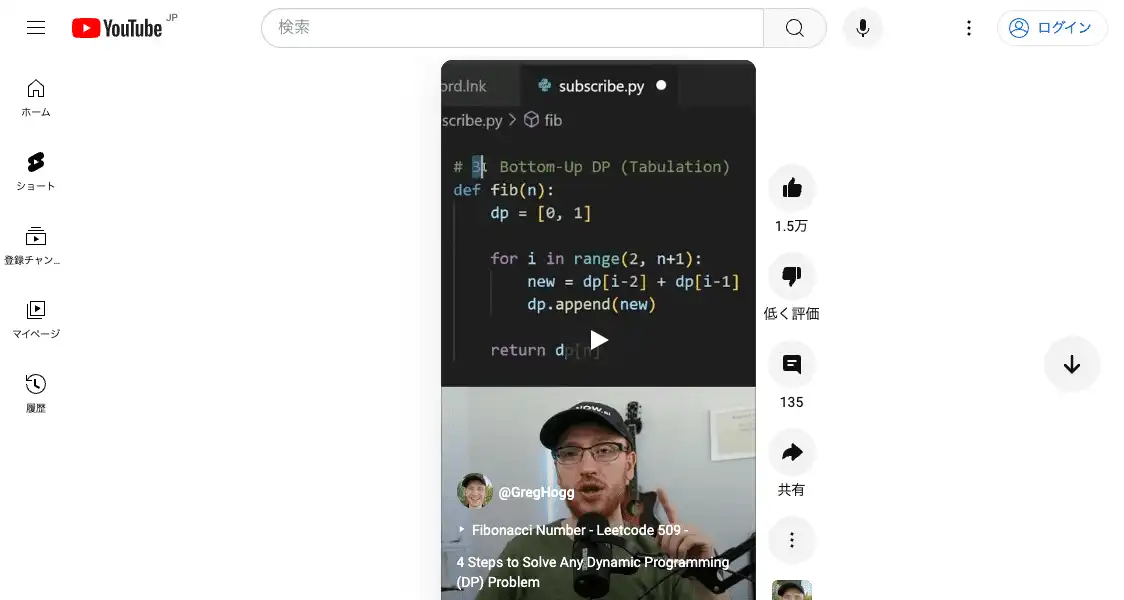 YouTube JP
検索
ログイン
ホーム
ショート
登録チャン...
マイページ
履歴
ord.lnk
subscribe.py
scribe.py > fib
# 3. Bottom-Up DP (Tabulation)
def fib(n):
dp = [0, 1]
for i in range(2, n+1):
new = dp[i-2] + dp[i-1]
dp.append(new)
return dp[n]
@GregHogg
Fibonacci Number - Leetcode 509 -
4 Steps to Solve Any Dynamic Programming
(DP) Problem
1.5万
低く評価
135
共有